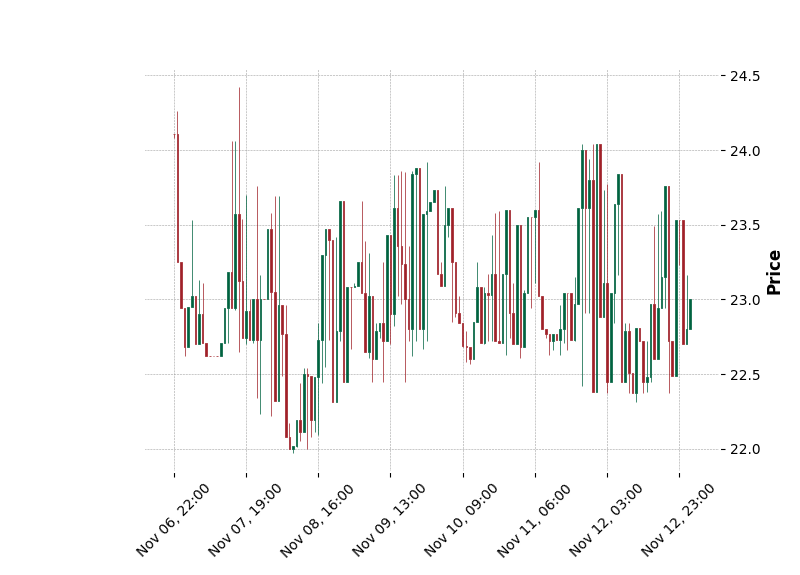 24.5
24.0
23.5
23.0
22.5
22.0
Price
Nov 06, 22:00
Nov 07, 19:00
Nov 08, 16:00
Nov 09, 13:00
Nov 10, 09:00
Nov 11, 06:00
Nov 12, 03:00
Nov 12, 23:00